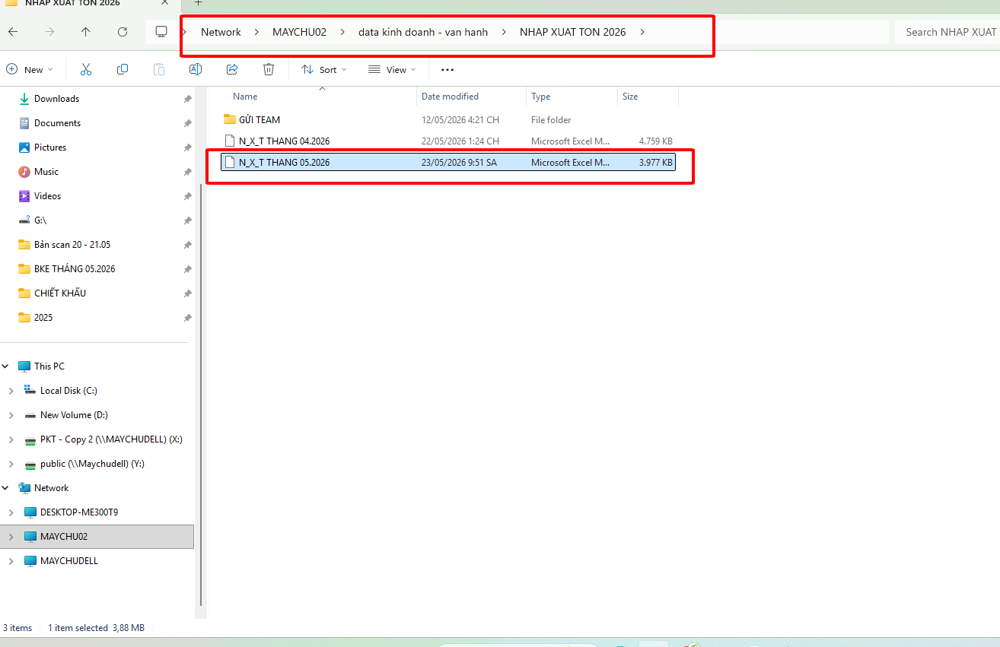 NHAP XUAT TON 2026
Network > MAYCHU02 > data kinh doanh - van hanh > NHAP XUAT TON 2026 >
Search NHAP XUAT
New
Sort
View
Name
Date modified
Type
Size
GỬI TEAM 12/05/2026 4:21 CH File folder
N_X_T THANG 04.2026 22/05/2026 1:24 CH Microsoft Excel M... 4.759 KB
N_X_T THANG 05.2026 23/05/2026 9:51 SA Microsoft Excel M... 3.977 KB
Downloads
Documents
Pictures
Music
Videos
G:\
Bản scan 20 - 21.05
BKE THÁNG 05.2026
CHIẾT KHẤU
2025
This PC
Local Disk (C:)
New Volume (D:)
PKT - Copy 2 (\\MAYCHUDELL) (X:)
public (\\Maychudell) (Y:)
Network
DESKTOP-ME300T9
MAYCHU02
MAYCHUDELL
3 items 1 item selected 3,88 MB